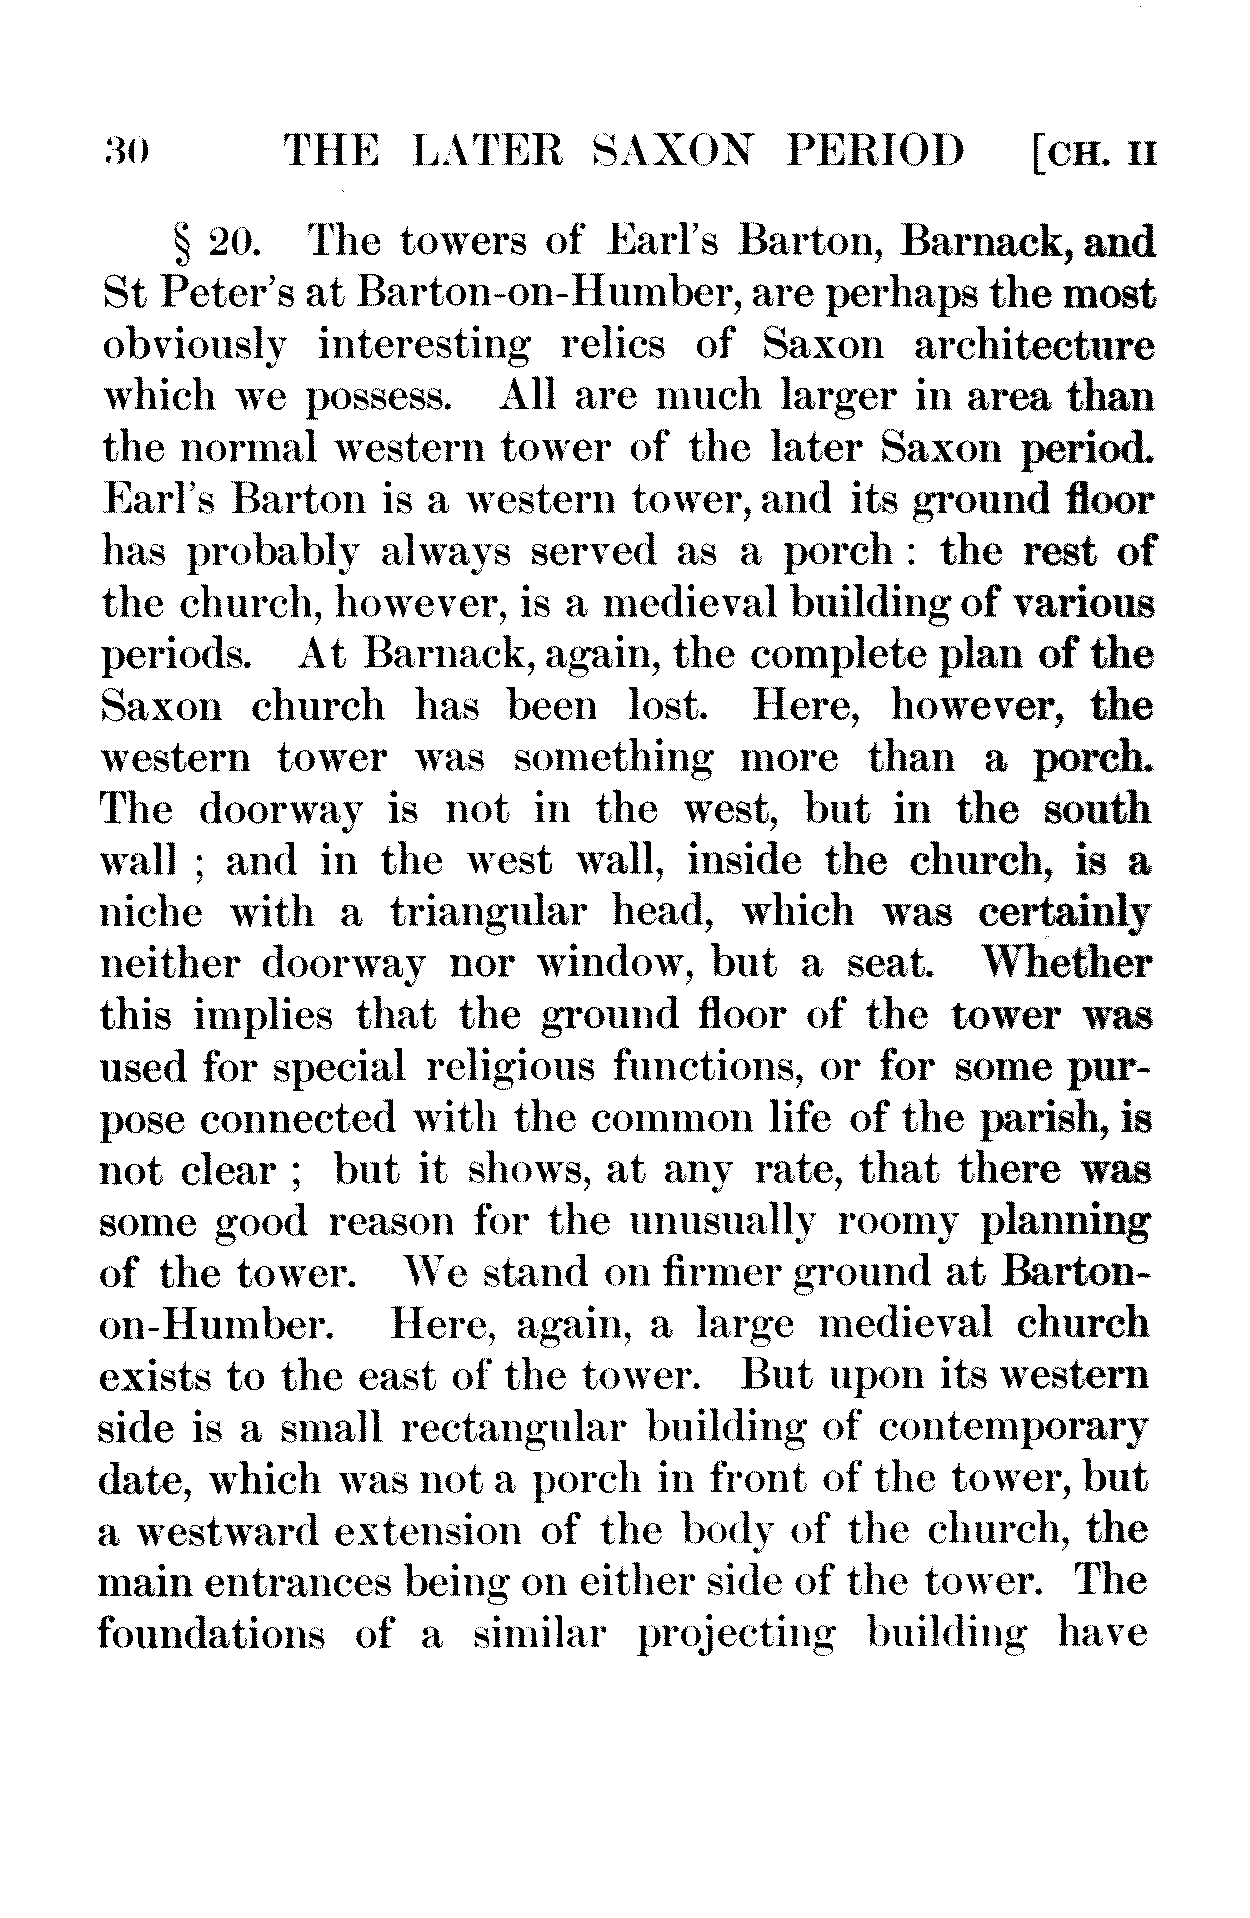 30 THE LATER SAXON PERIOD [CH. II
§ 20. The towers of Earl's Barton, Barnack, and
St Peter's at Barton-on-Humber, are perhaps the most
obviously interesting relics of Saxon architecture
which we possess. All are much larger in area than
the normal western tower of the later Saxon period.
Earl's Barton is a western tower, and its ground floor
has probably always served as a porch : the rest of
the church, however, is a medieval building of various
periods. At Barnack, again, the complete plan of the
Saxon church has been lost. Here, however, the
western tower was something more than a porch.
The doorway is not in the west, but in the south
wall ; and in the west wall, inside the church, is a
niche with a triangular head, which was certainly
neither doorway nor window, but a seat. Whether
this implies that the ground floor of the tower was
used for special religious functions, or for some pur-
pose connected with the common life of the parish, is
not clear ; but it shows, at any rate, that there was
some good reason for the unusually roomy planning
of the tower. We stand on firmer ground at Barton-
on-Humber. Here, again, a large medieval church
exists to the east of the tower. But upon its western
side is a small rectangular building of contemporary
date, which was not a porch in front of the tower, but
a westward extension of the body of the church, the
main entrances being on either side of the tower. The
foundations of a similar projecting building have